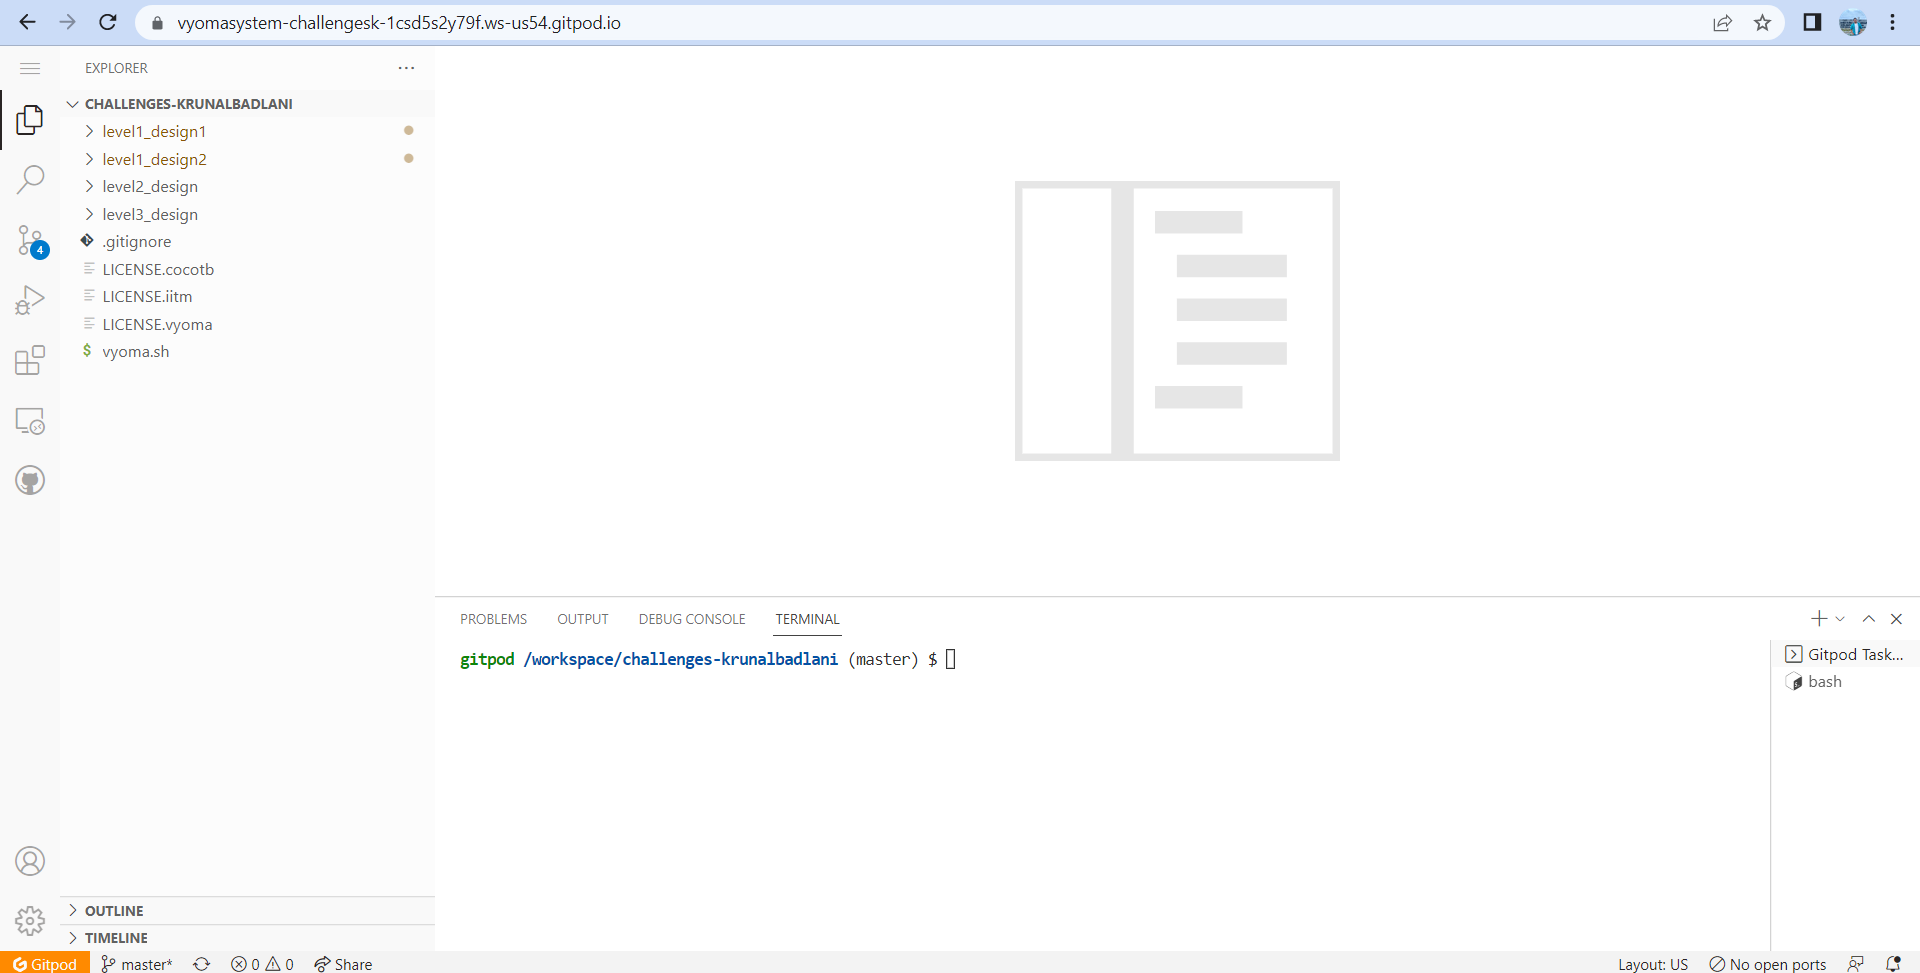 vyomasystem-challengesk-1csd5s2y79f.ws-us54.gitpod.io
EXPLORER
CHALLENGES-KRUNALBADLANI
level1_design1
level1_design2
level2_design
level3_design
.gitignore
LICENSE.cocotb
LICENSE.iitm
LICENSE.vyoma
$ vyoma.sh
4
OUTLINE
TIMELINE
PROBLEMS OUTPUT DEBUG CONSOLE TERMINAL
gitpod /workspace/challenges-krunalbadlani (master) $
Gitpod Task...
bash
Gitpod master* 0 0 Share Layout: US No open ports